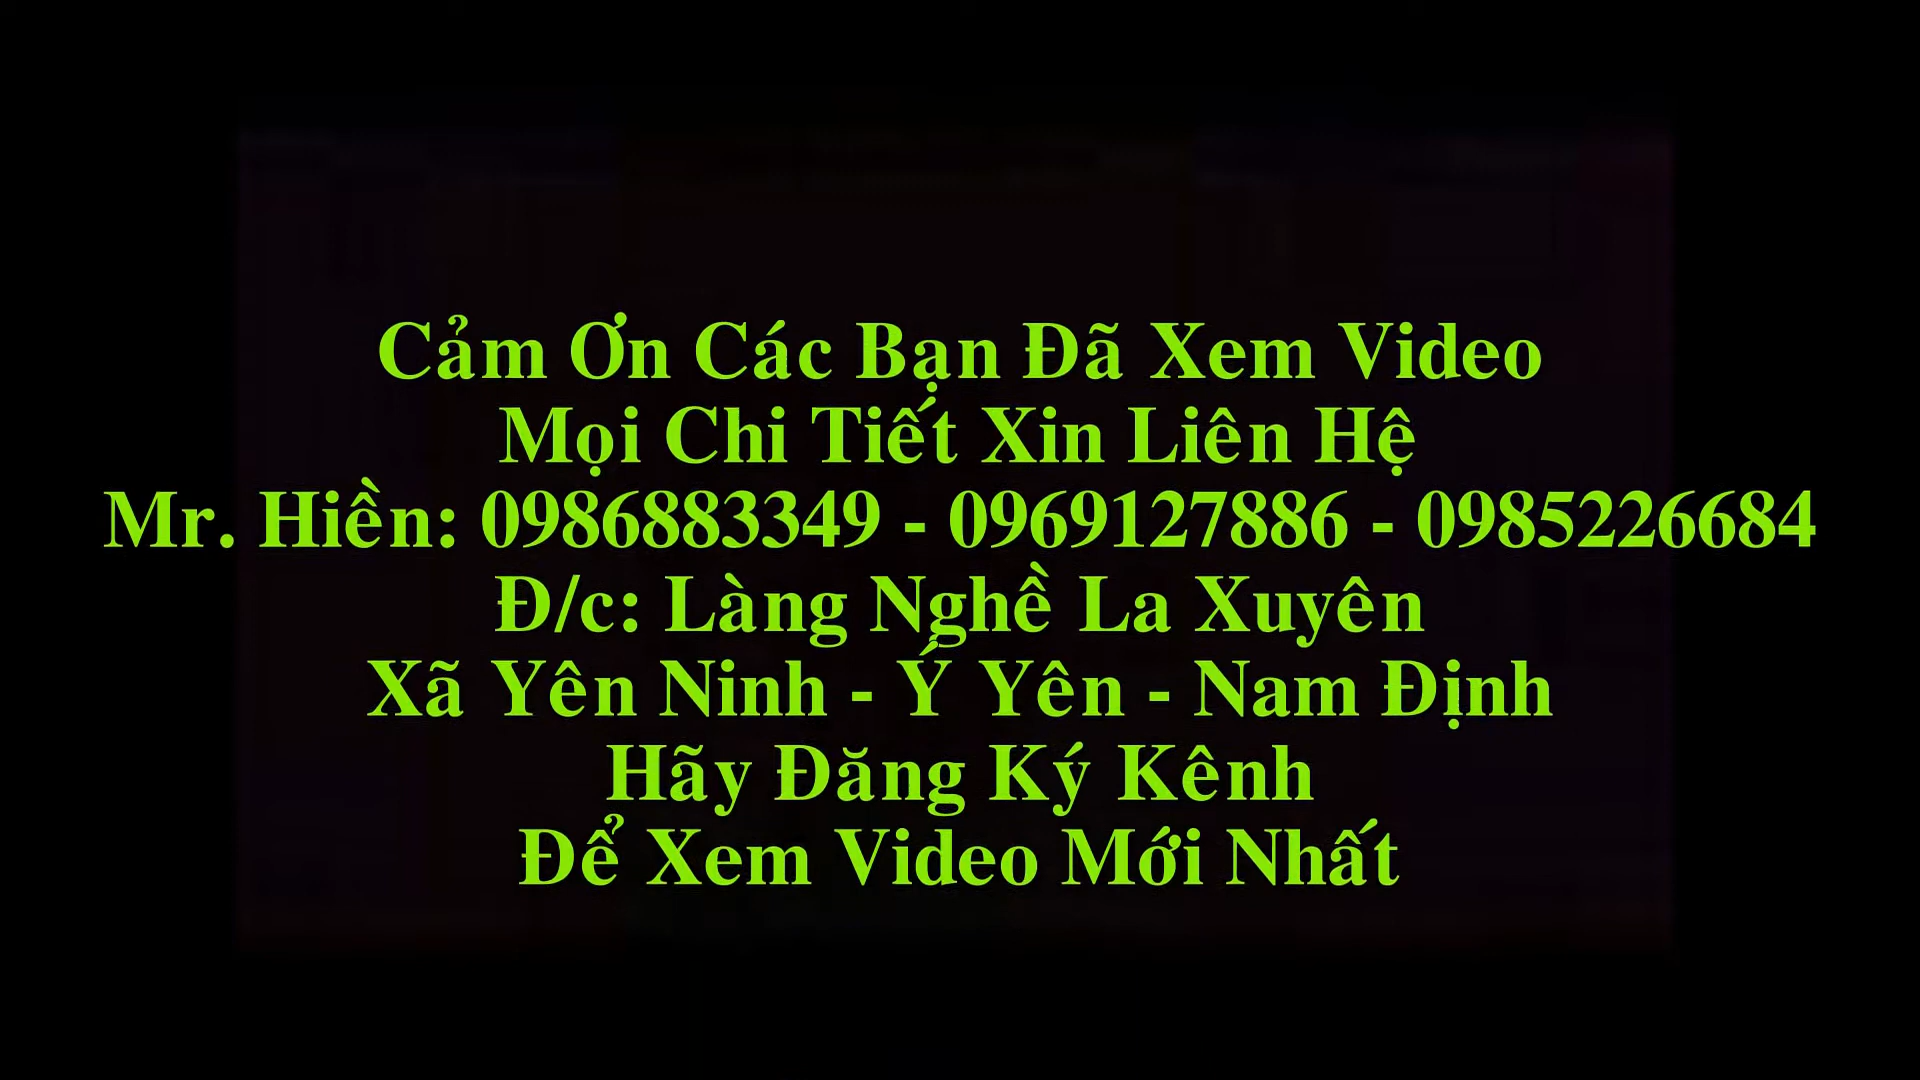 Cảm Ơn Các Bạn Đã Xem Video
Mọi Chi Tiết Xin Liên Hệ
Mr. Hiền: 0986883349 - 0969127886 - 0985226684
Đ/c: Làng Nghề La Xuyên
Xã Yên Ninh - Ý Yên - Nam Định
Hãy Đăng Ký Kênh
Để Xem Video Mới Nhất